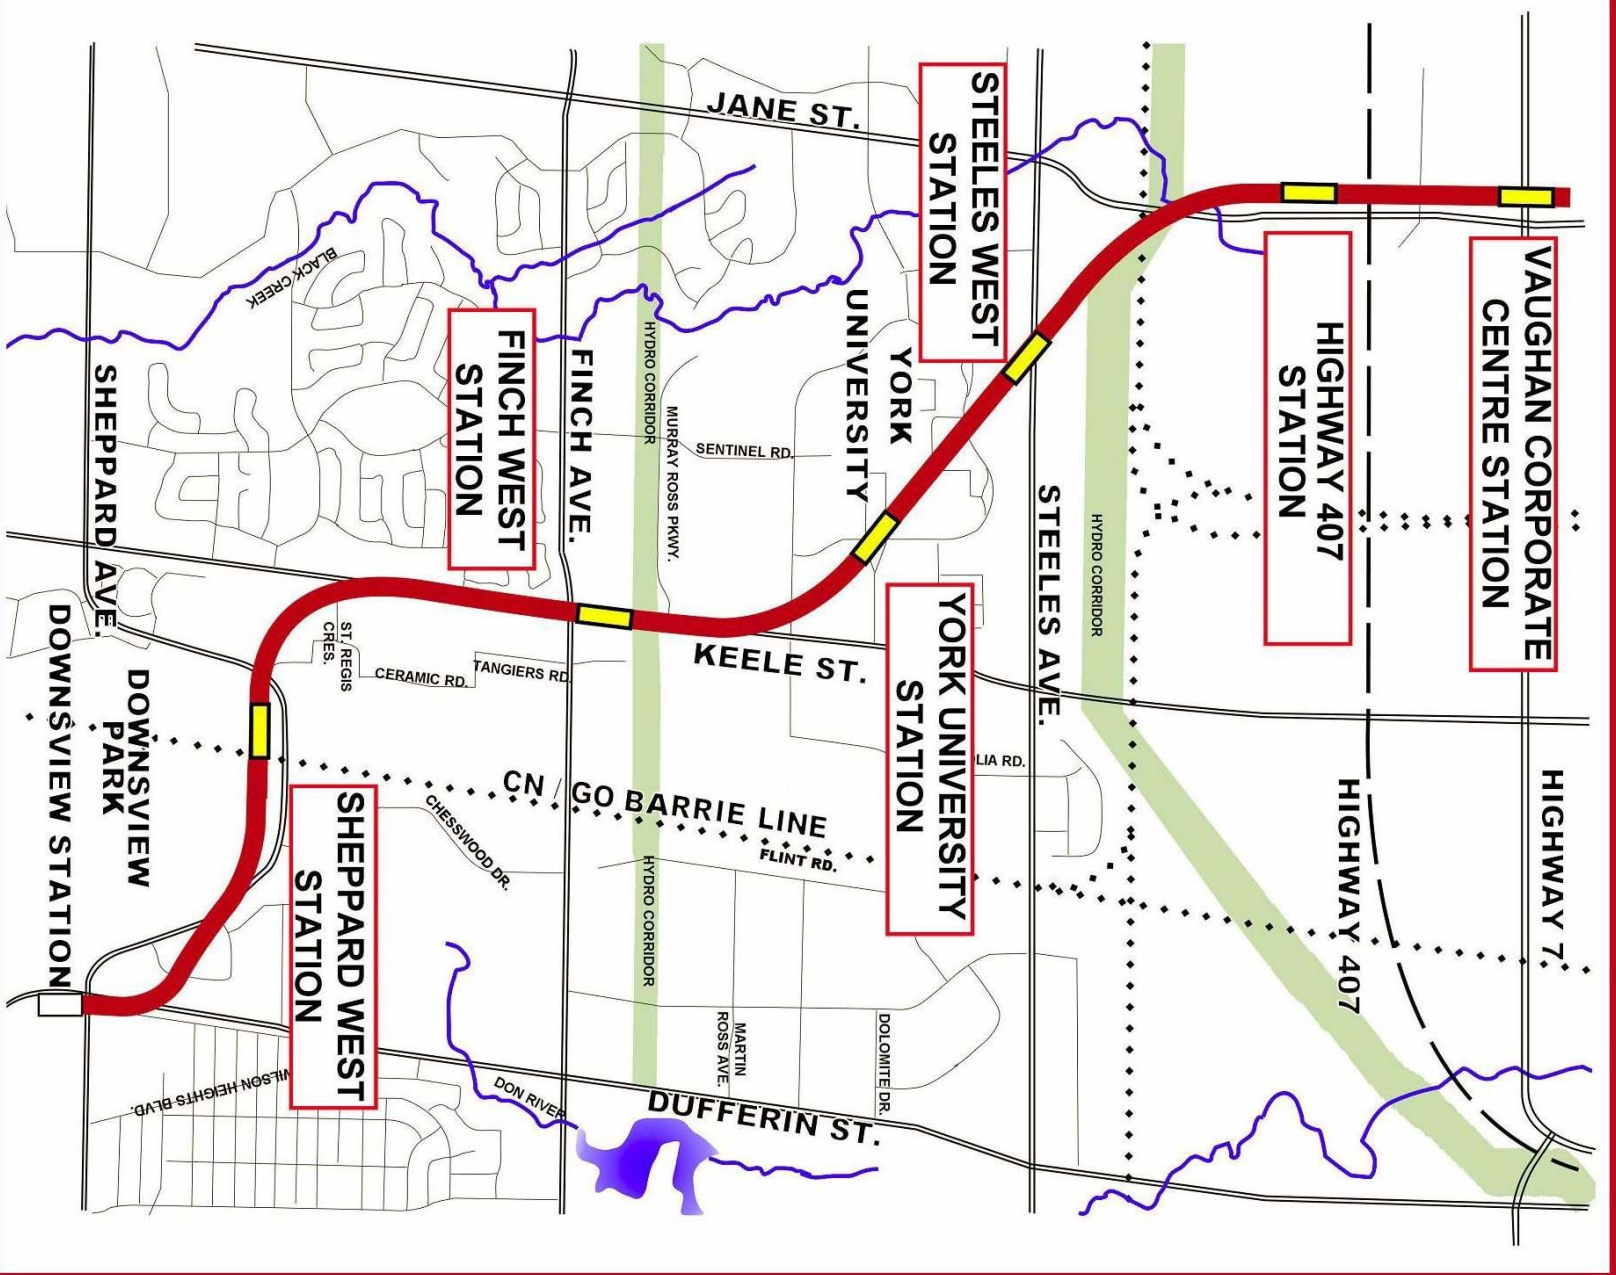 JANE ST.
STEELES WEST
STATION
VAUGHAN CORPORATE
CENTRE STATION
HIGHWAY 407
STATION
BLACK CREEK
FINCH WEST
STATION
FINCH AVE.
HYDRO CORRIDOR
MURRAY ROSS PKWY.
SENTINEL RD.
YORK
UNIVERSITY
SHEPPARD AVE.
STEELES AVE.
HYDRO CORRIDOR
YORK UNIVERSITY
STATION
KEELE ST.
ST. REGIS
CRES.
CERAMIC RD.
TANGIERS RD.
DOWNSVIEW STATION
DOWNSVIEW
PARK
CN / GO BARRIE LINE
LIA RD.
HIGHWAY 407
HIGHWAY 7
SHEPPARD WEST
STATION
CHESSWOOD DR.
FLINT RD.
HYDRO CORRIDOR
MARTIN
ROSS AVE.
DOLOMITE DR.
WILSON HEIGHTS BLVD.
DON RIVER
DUFFERIN ST.